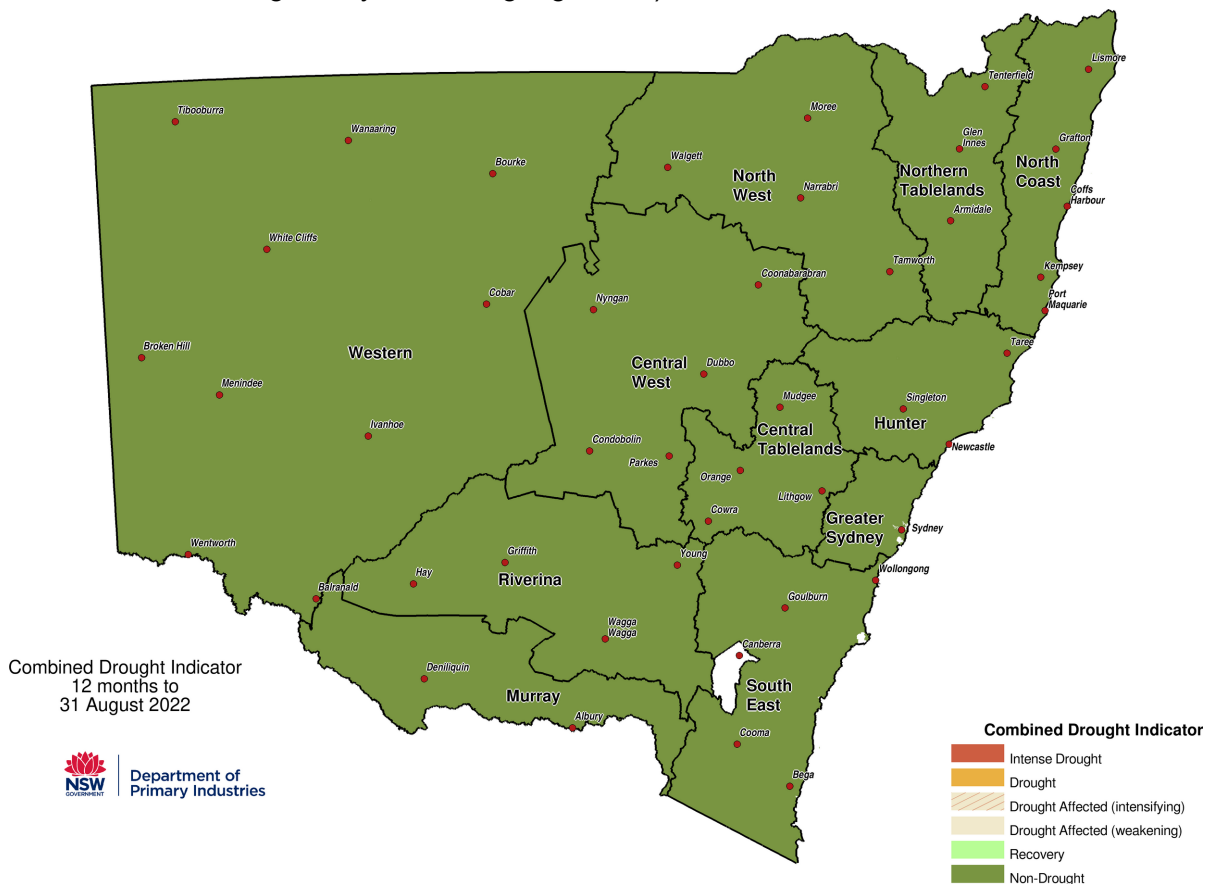 Lismore
Tenterfield
Tibooburra
Moree
Wanaaring
Glen
Innes
Grafton
Bourke
Walgett
North
West
Northern
Tablelands
North
Coast
Narrabri
Coffs
Harbour
Armidale
White Cliffs
Tamworth
Kempsey
Coonabarabran
Cobar
Nyngan
Port
Maquarie
Taree
Broken Hill
Western
Central
West
Dubbo
Menindee
Mudgee
Singleton
Hunter
Ivanhoe
Central
Tablelands
Condobolin
Parkes
Newcastle
Orange
Lithgow
Cowra
Greater
Sydney
Sydney
Wentworth
Griffith
Young
Wollongong
Hay
Riverina
Balranald
Goulburn
Wagga
Wagga
Canberra
Deniliquin
Murray
South
East
Albury
Cooma
Bega
Combined Drought Indicator
12 months to
31 August 2022
NSW
GOVERNMENT
Department of
Primary Industries
Combined Drought Indicator
Intense Drought
Drought
Drought Affected (intensifying)
Drought Affected (weakening)
Recovery
Non-Drought